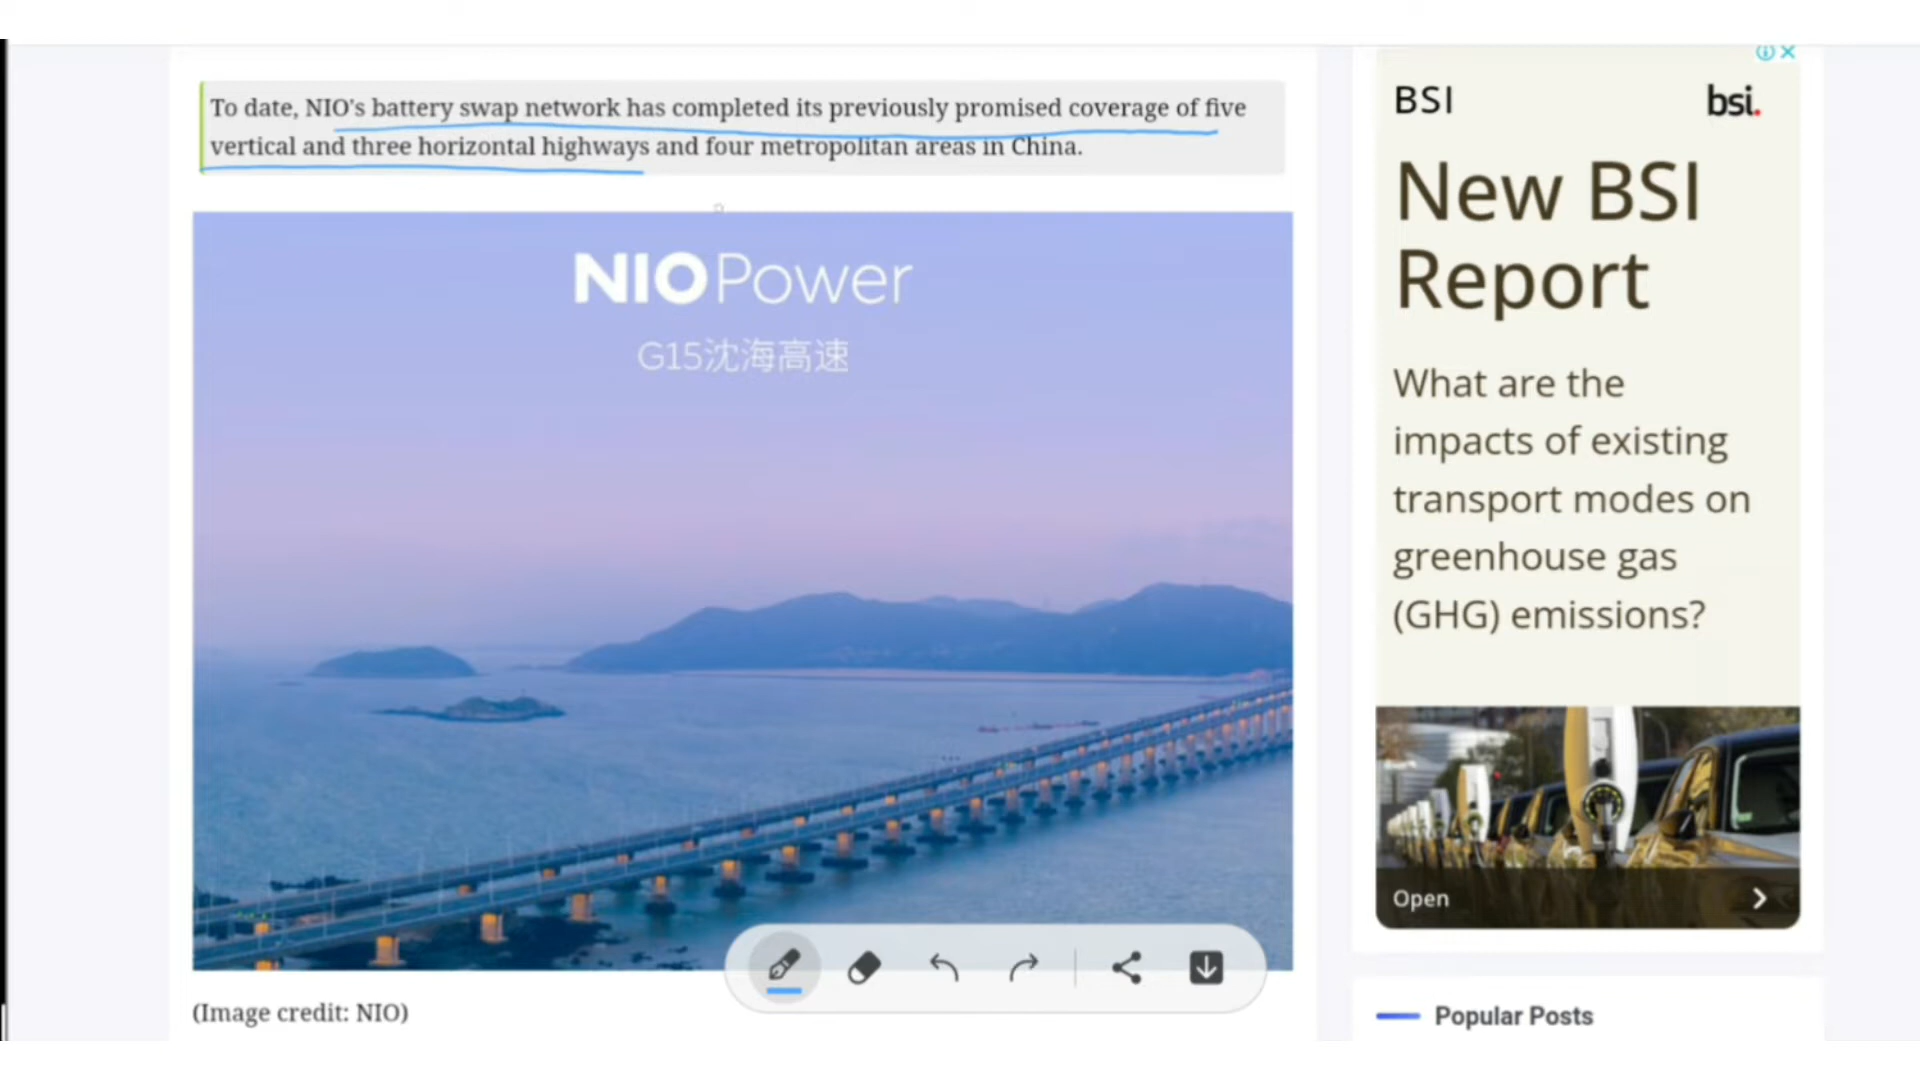 To date, NIO's battery swap network has completed its previously promised coverage of five
vertical and three horizontal highways and four metropolitan areas in China.
NIO Power
G15沈海高速
(Image credit: NIO)
BSI
bsi.
New BSI
Report
What are the
impacts of existing
transport modes on
greenhouse gas
(GHG) emissions?
Open
Popular Posts